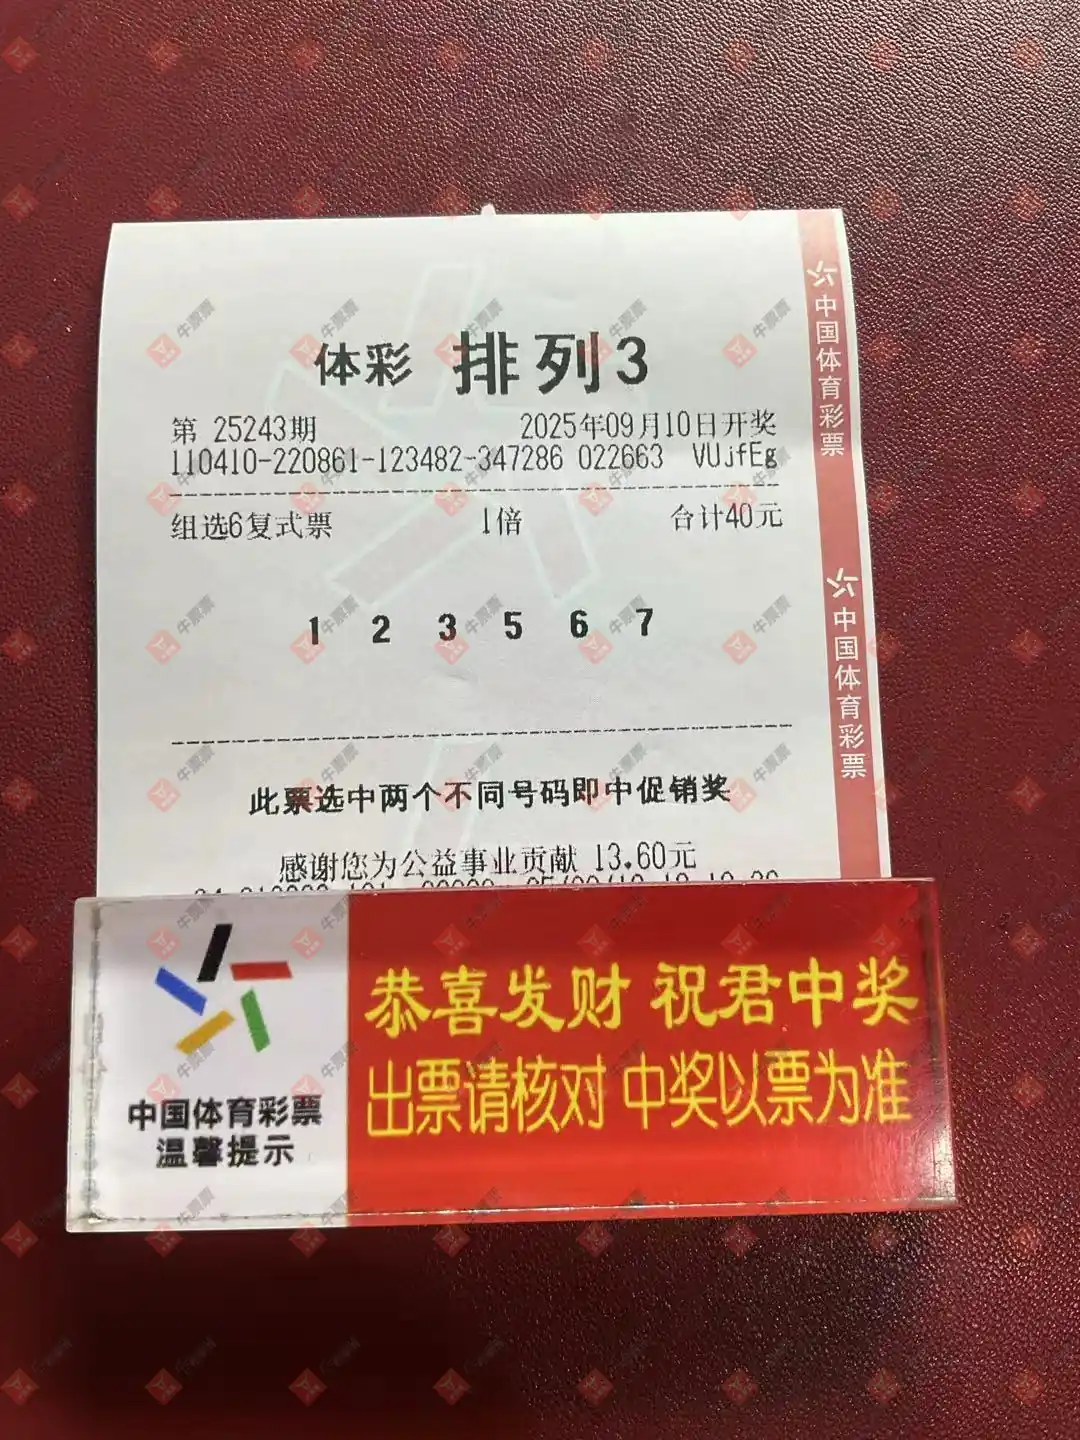 体彩 排列3
第 25243期 2025年09月10日开奖
110410-220861-123482-347286 022663 VUjfEg
组选6复式票 1倍 合计40元
1 2 3 5 6 7
此票选中两个不同号码即中促销奖
感谢您为公益事业贡献 13.60元
中国体育彩票
中国体育彩票
恭喜发财 祝君中奖
出票请核对 中奖以票为准
中国体育彩票
温馨提示
牛票票